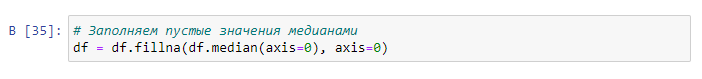 В [35]: # Заполняем пустые значения медианами
df = df.fillna(df.median(axis=0), axis=0)